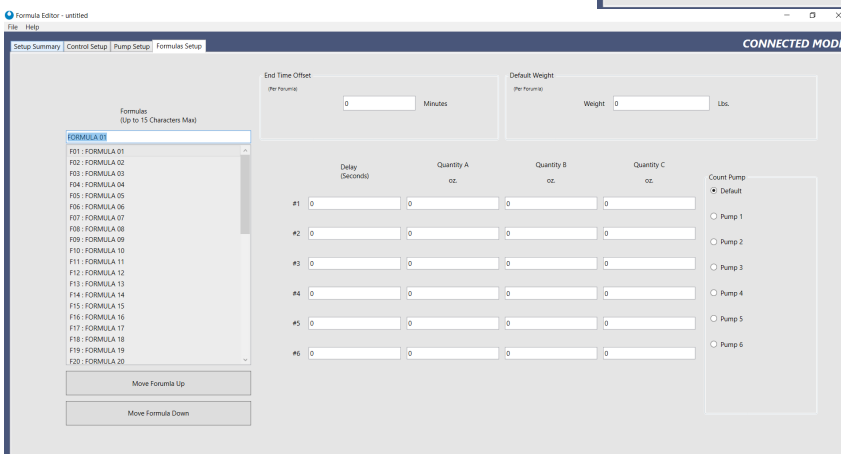 Formula Editor - untitled
File Help
Setup Summary Control Setup Pump Setup Formulas Setup
CONNECTED MODE
End Time Offset
(Per Forumla)
0 Minutes
Default Weight
(Per Forumla)
Weight 0 Lbs.
Formulas
(Up to 15 Characters Max)
FORMULA 01
F01 : FORMULA 01
F02 : FORMULA 02
F03 : FORMULA 03
F04 : FORMULA 04
F05 : FORMULA 05
F06 : FORMULA 06
F07 : FORMULA 07
F08 : FORMULA 08
F09 : FORMULA 09
F10 : FORMULA 10
F11 : FORMULA 11
F12 : FORMULA 12
F13 : FORMULA 13
F14 : FORMULA 14
F15 : FORMULA 15
F16 : FORMULA 16
F17 : FORMULA 17
F18 : FORMULA 18
F19 : FORMULA 19
F20 : FORMULA 20
Move Forumla Up
Move Formula Down
Delay
(Seconds)
Quantity A
oz.
Quantity B
oz.
Quantity C
oz.
#1 0 0 0 0
#2 0 0 0 0
#3 0 0 0 0
#4 0 0 0 0
#5 0 0 0 0
#6 0 0 0 0
Count Pump
Default
Pump 1
Pump 2
Pump 3
Pump 4
Pump 5
Pump 6